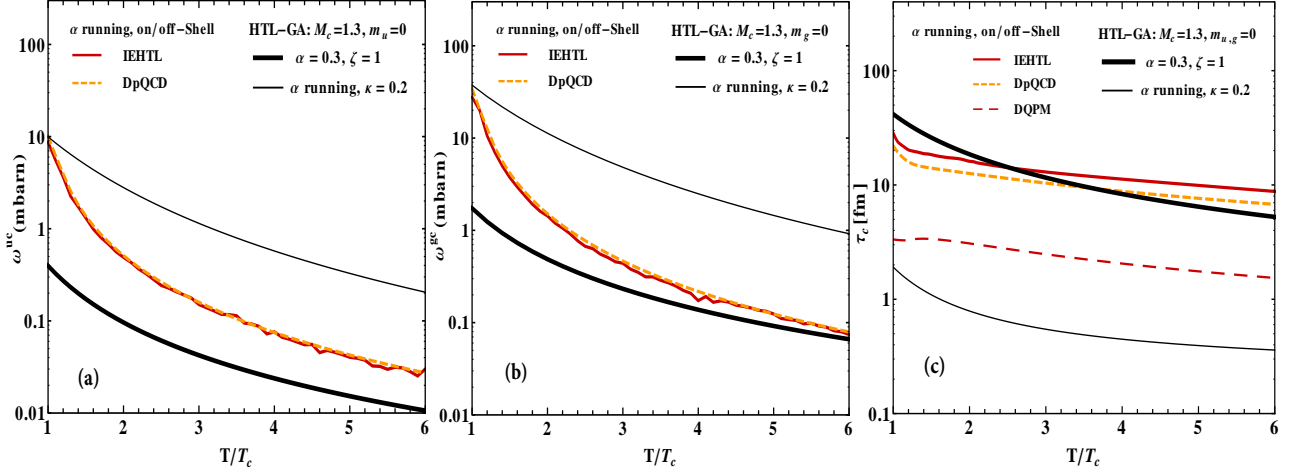 α running, on/off-Shell
HTL-GA: M_c=1.3, m_u=0
IEHTL
α = 0.3, ζ = 1
DpQCD
α running, κ = 0.2
100
10
1
0.1
0.01
ω^uc (mbarn)
(a)
1 2 3 4 5 6
T/T_c
α running, on/off-Shell
HTL-GA: M_c=1.3, m_g=0
IEHTL
α = 0.3, ζ = 1
DpQCD
α running, κ = 0.2
100
10
1
0.1
0.01
ω^gc (mbarn)
(b)
1 2 3 4 5 6
T/T_c
α running, on/off-Shell
HTL-GA: M_c=1.3, m_u,g=0
IEHTL
α = 0.3, ζ = 1
DpQCD
α running, κ = 0.2
DQPM
100
10
1
0.1
τ_c [fm]
(c)
1 2 3 4 5 6
T/T_c